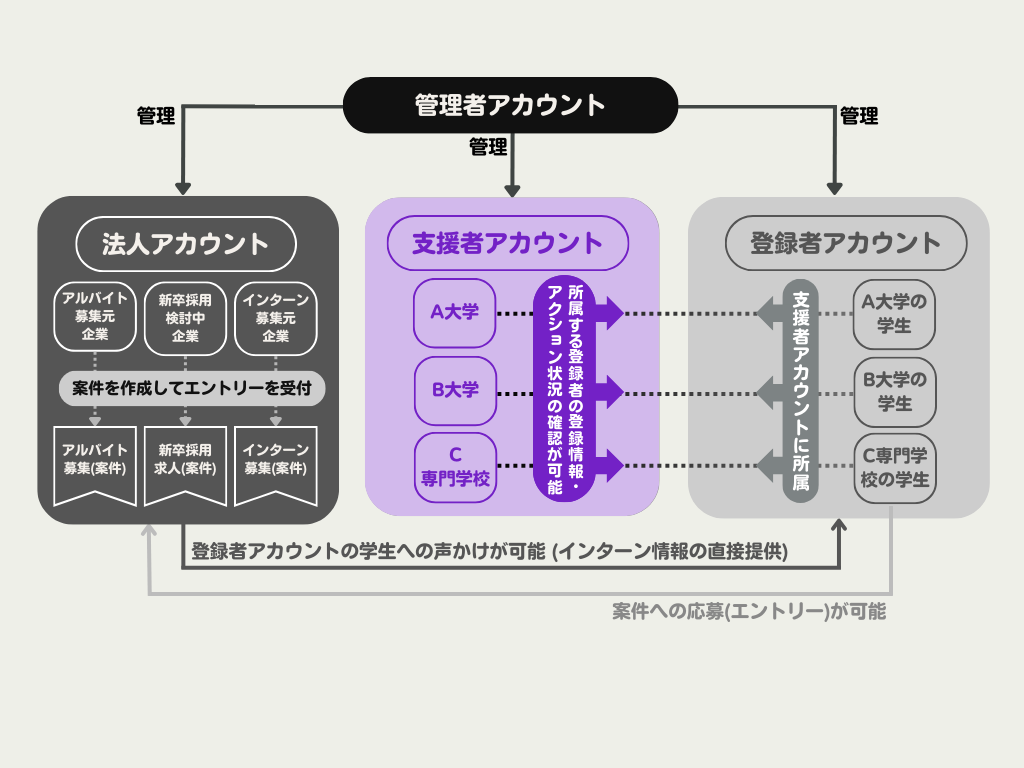 管理者アカウント
管理
管理
管理
法人アカウント
アルバイト
募集元
企業
新卒採用
検討中
企業
インターン
募集元
企業
案件を作成してエントリーを受付
アルバイト
募集(案件)
新卒採用
求人(案件)
インターン
募集(案件)
支援者アカウント
A大学
B大学
C
専門学校
所属する登録者の登録情報・
アクション状況の確認が可能
登録者アカウント
支援者アカウントに所属
A大学の
学生
B大学の
学生
C専門学
校の学生
登録者アカウントの学生への声かけが可能 (インターン情報の直接提供)
案件への応募(エントリー)が可能